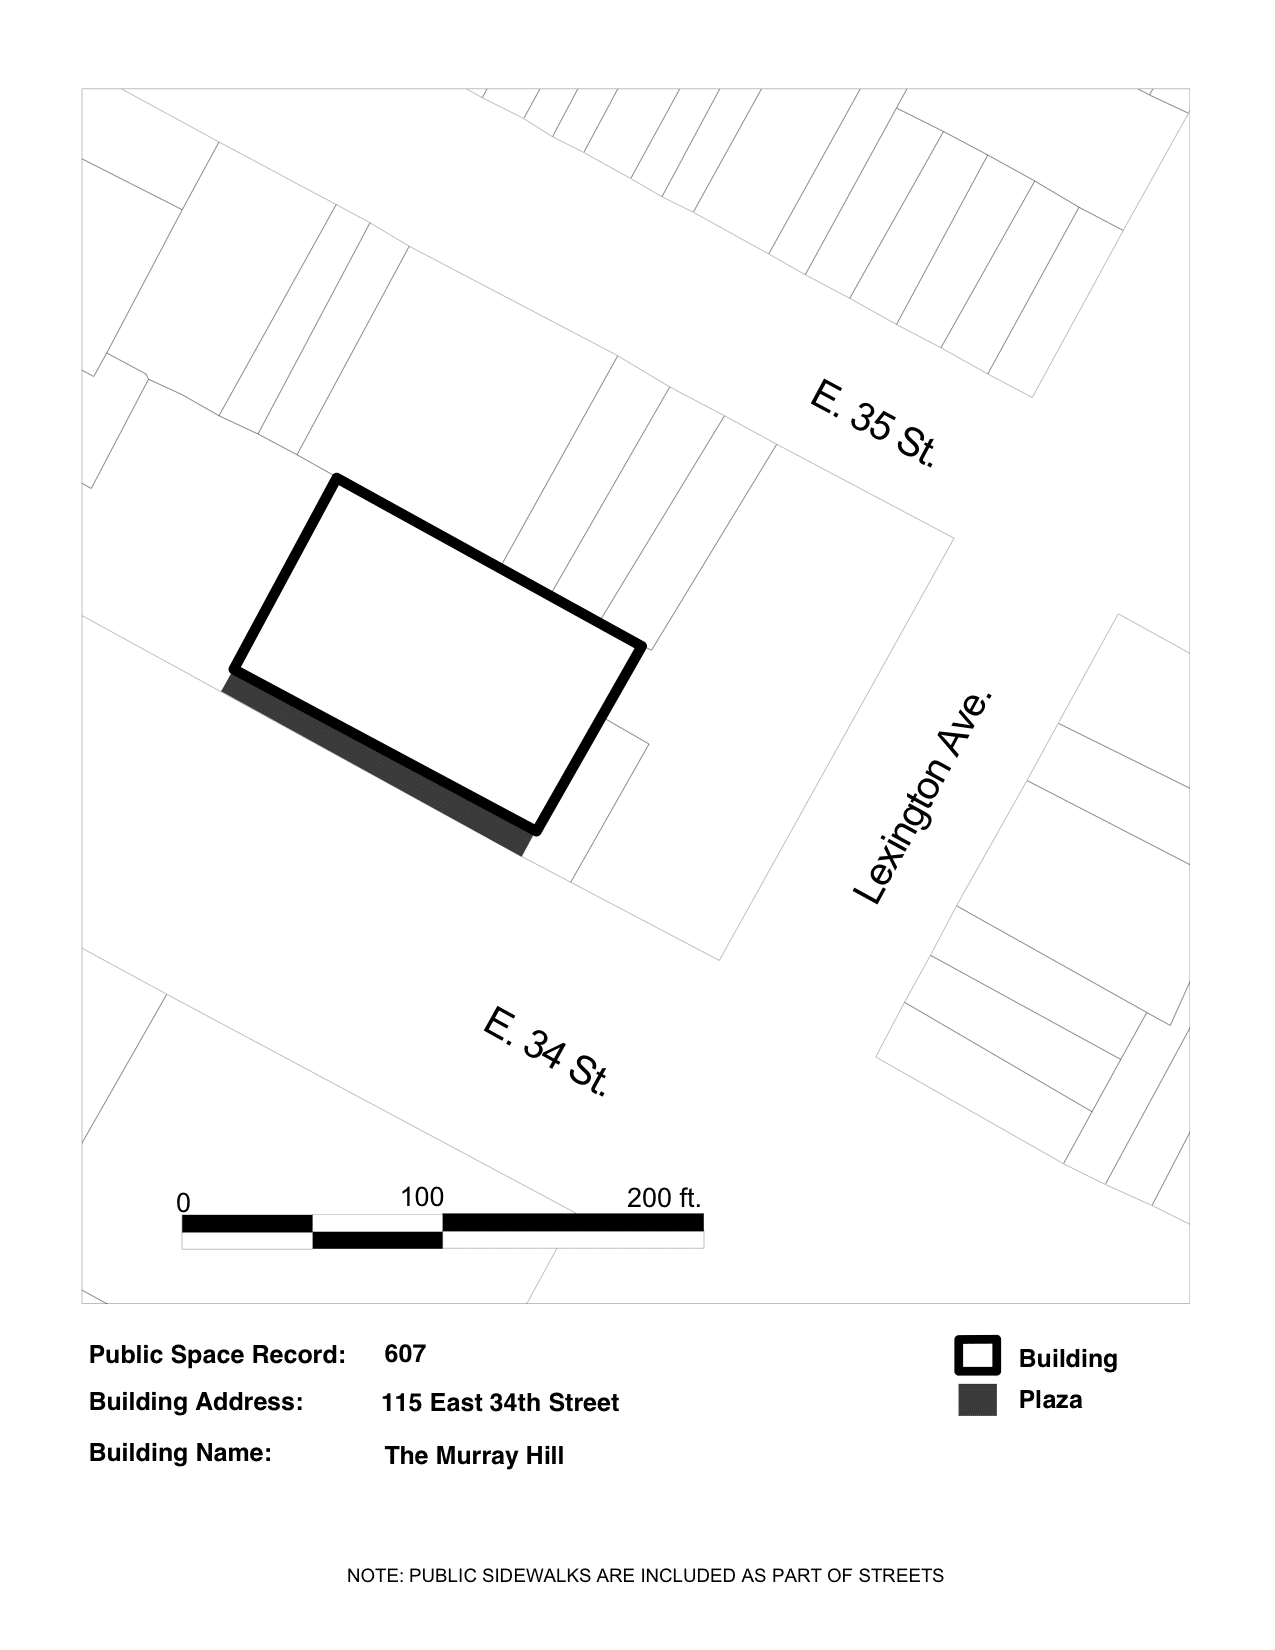 E. 35 St.
Lexington Ave.
E. 34 St.
0 100 200 ft.
Public Space Record: 607
Building Address: 115 East 34th Street
Building Name: The Murray Hill
Building
Plaza
NOTE: PUBLIC SIDEWALKS ARE INCLUDED AS PART OF STREETS